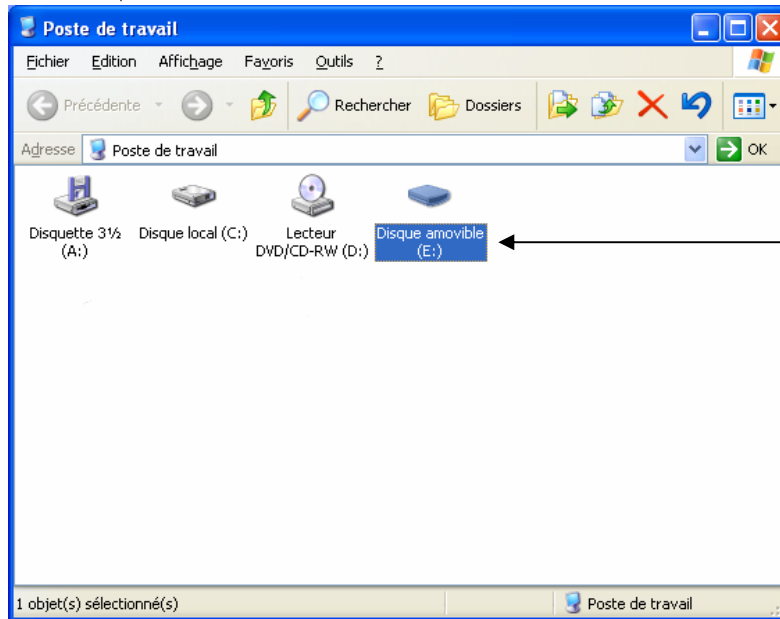 Poste de travail
Fichier Edition Affichage Favoris Outils ?
Précédente Rechercher Dossiers
Adresse Poste de travail OK
Disquette 3½ (A:)
Disque local (C:)
Lecteur DVD/CD-RW (D:)
Disque amovible (E:)
1 objet(s) sélectionné(s) Poste de travail